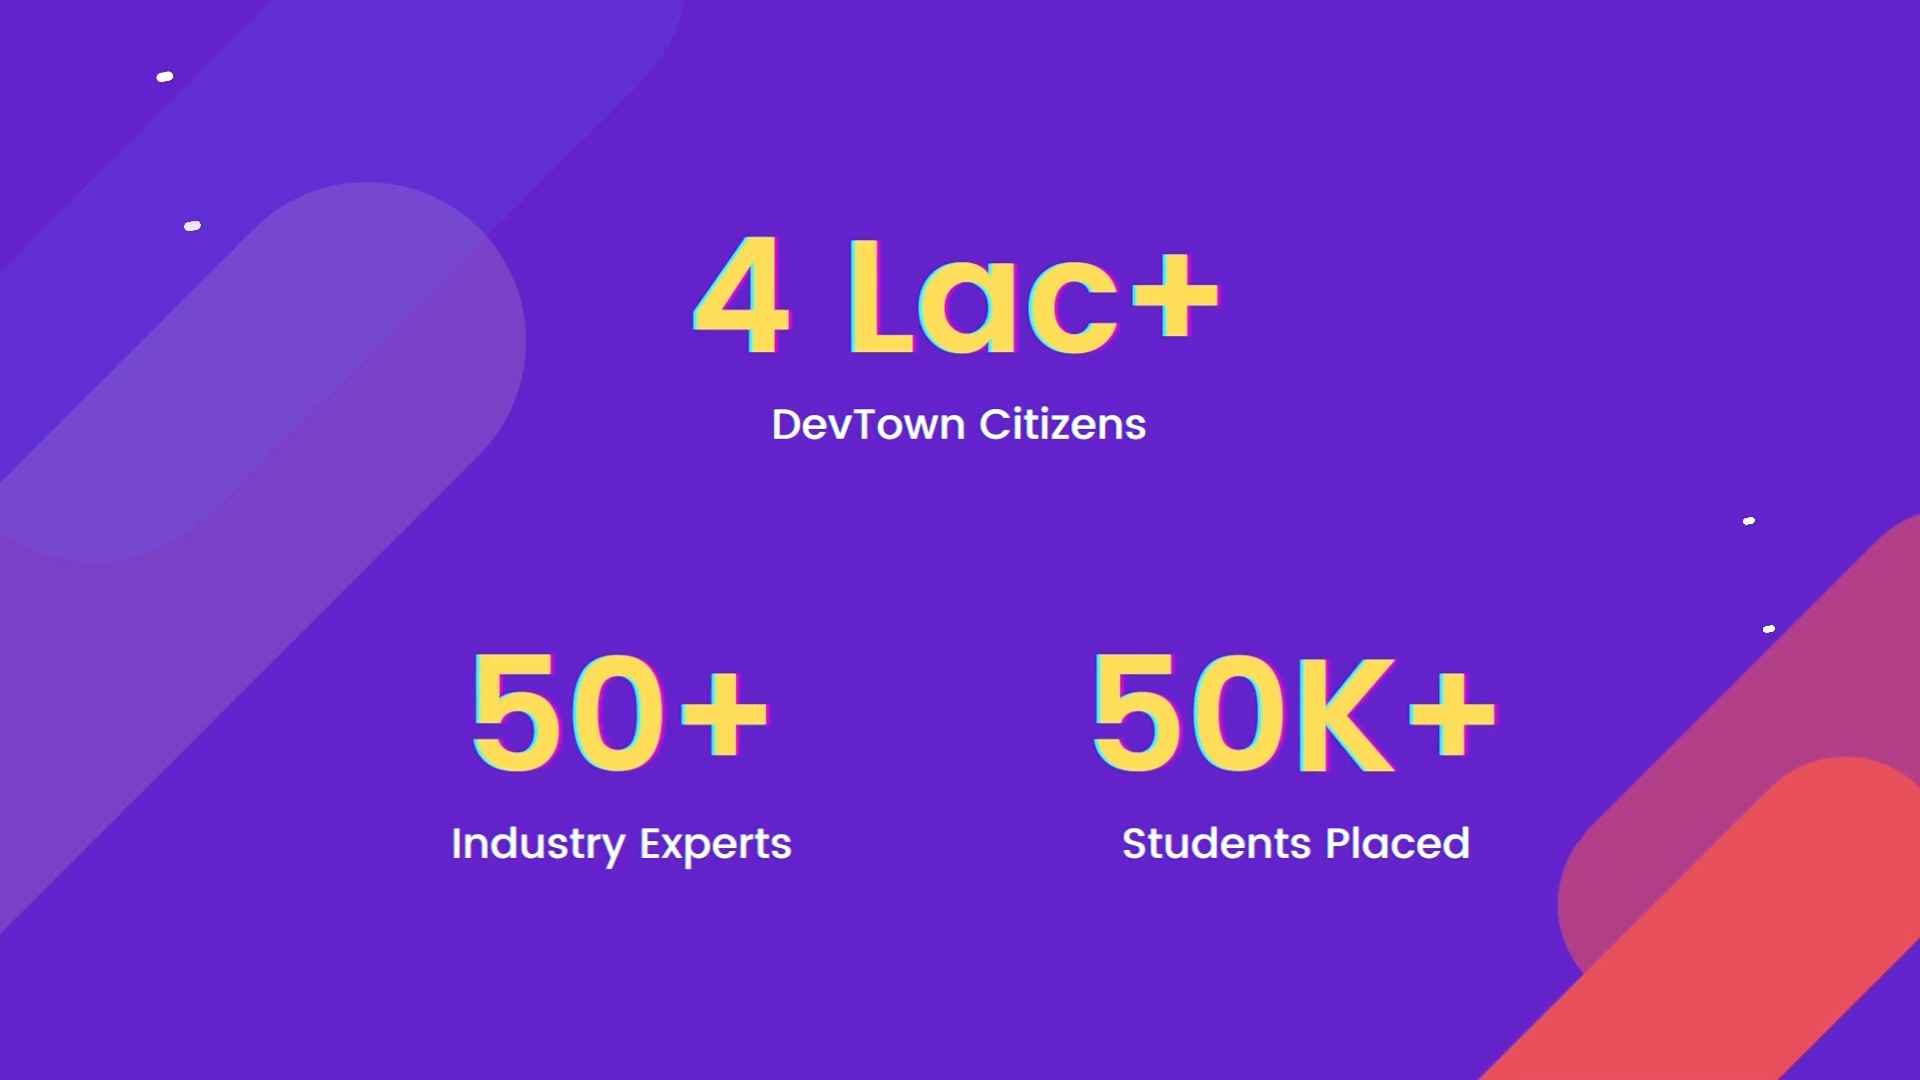 4 Lac+
DevTown Citizens
50+
Industry Experts
50K+
Students Placed